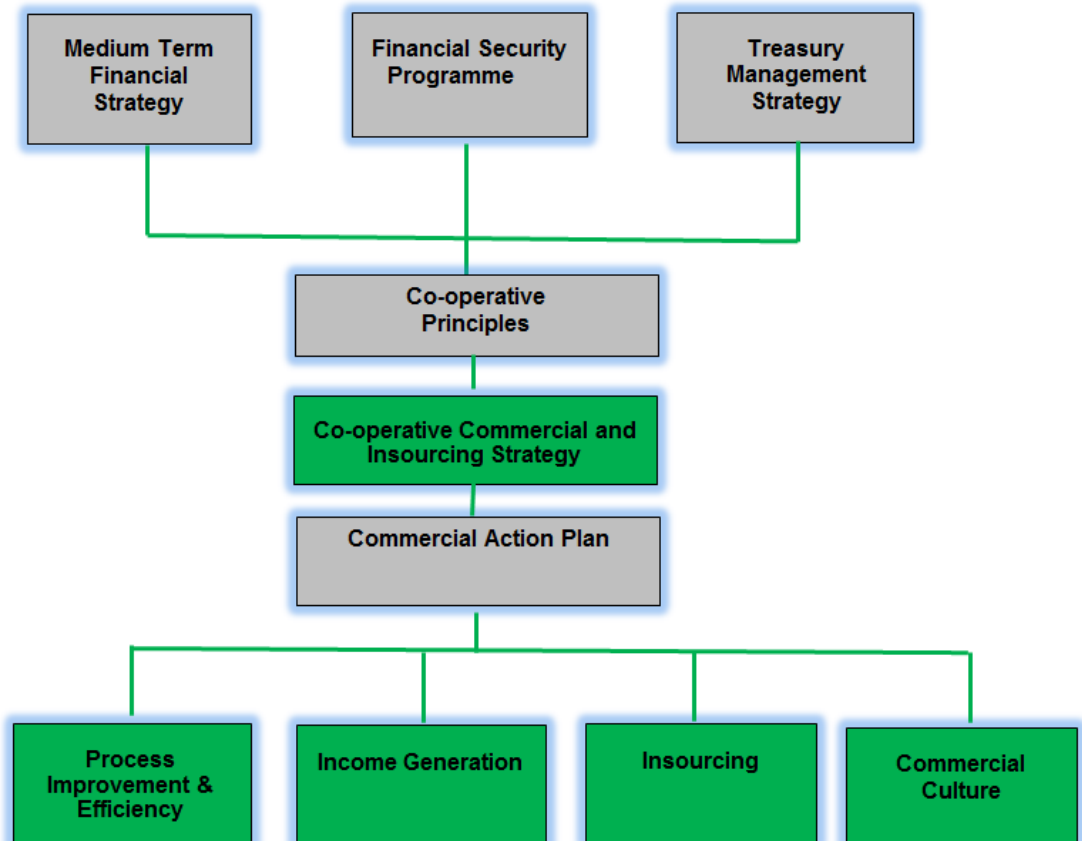 Medium Term
Financial
Strategy
Financial Security
Programme
Treasury
Management
Strategy
Co-operative
Principles
Co-operative Commercial and
Insourcing Strategy
Commercial Action Plan
Process
Improvement &
Efficiency
Income Generation
Insourcing
Commercial
Culture